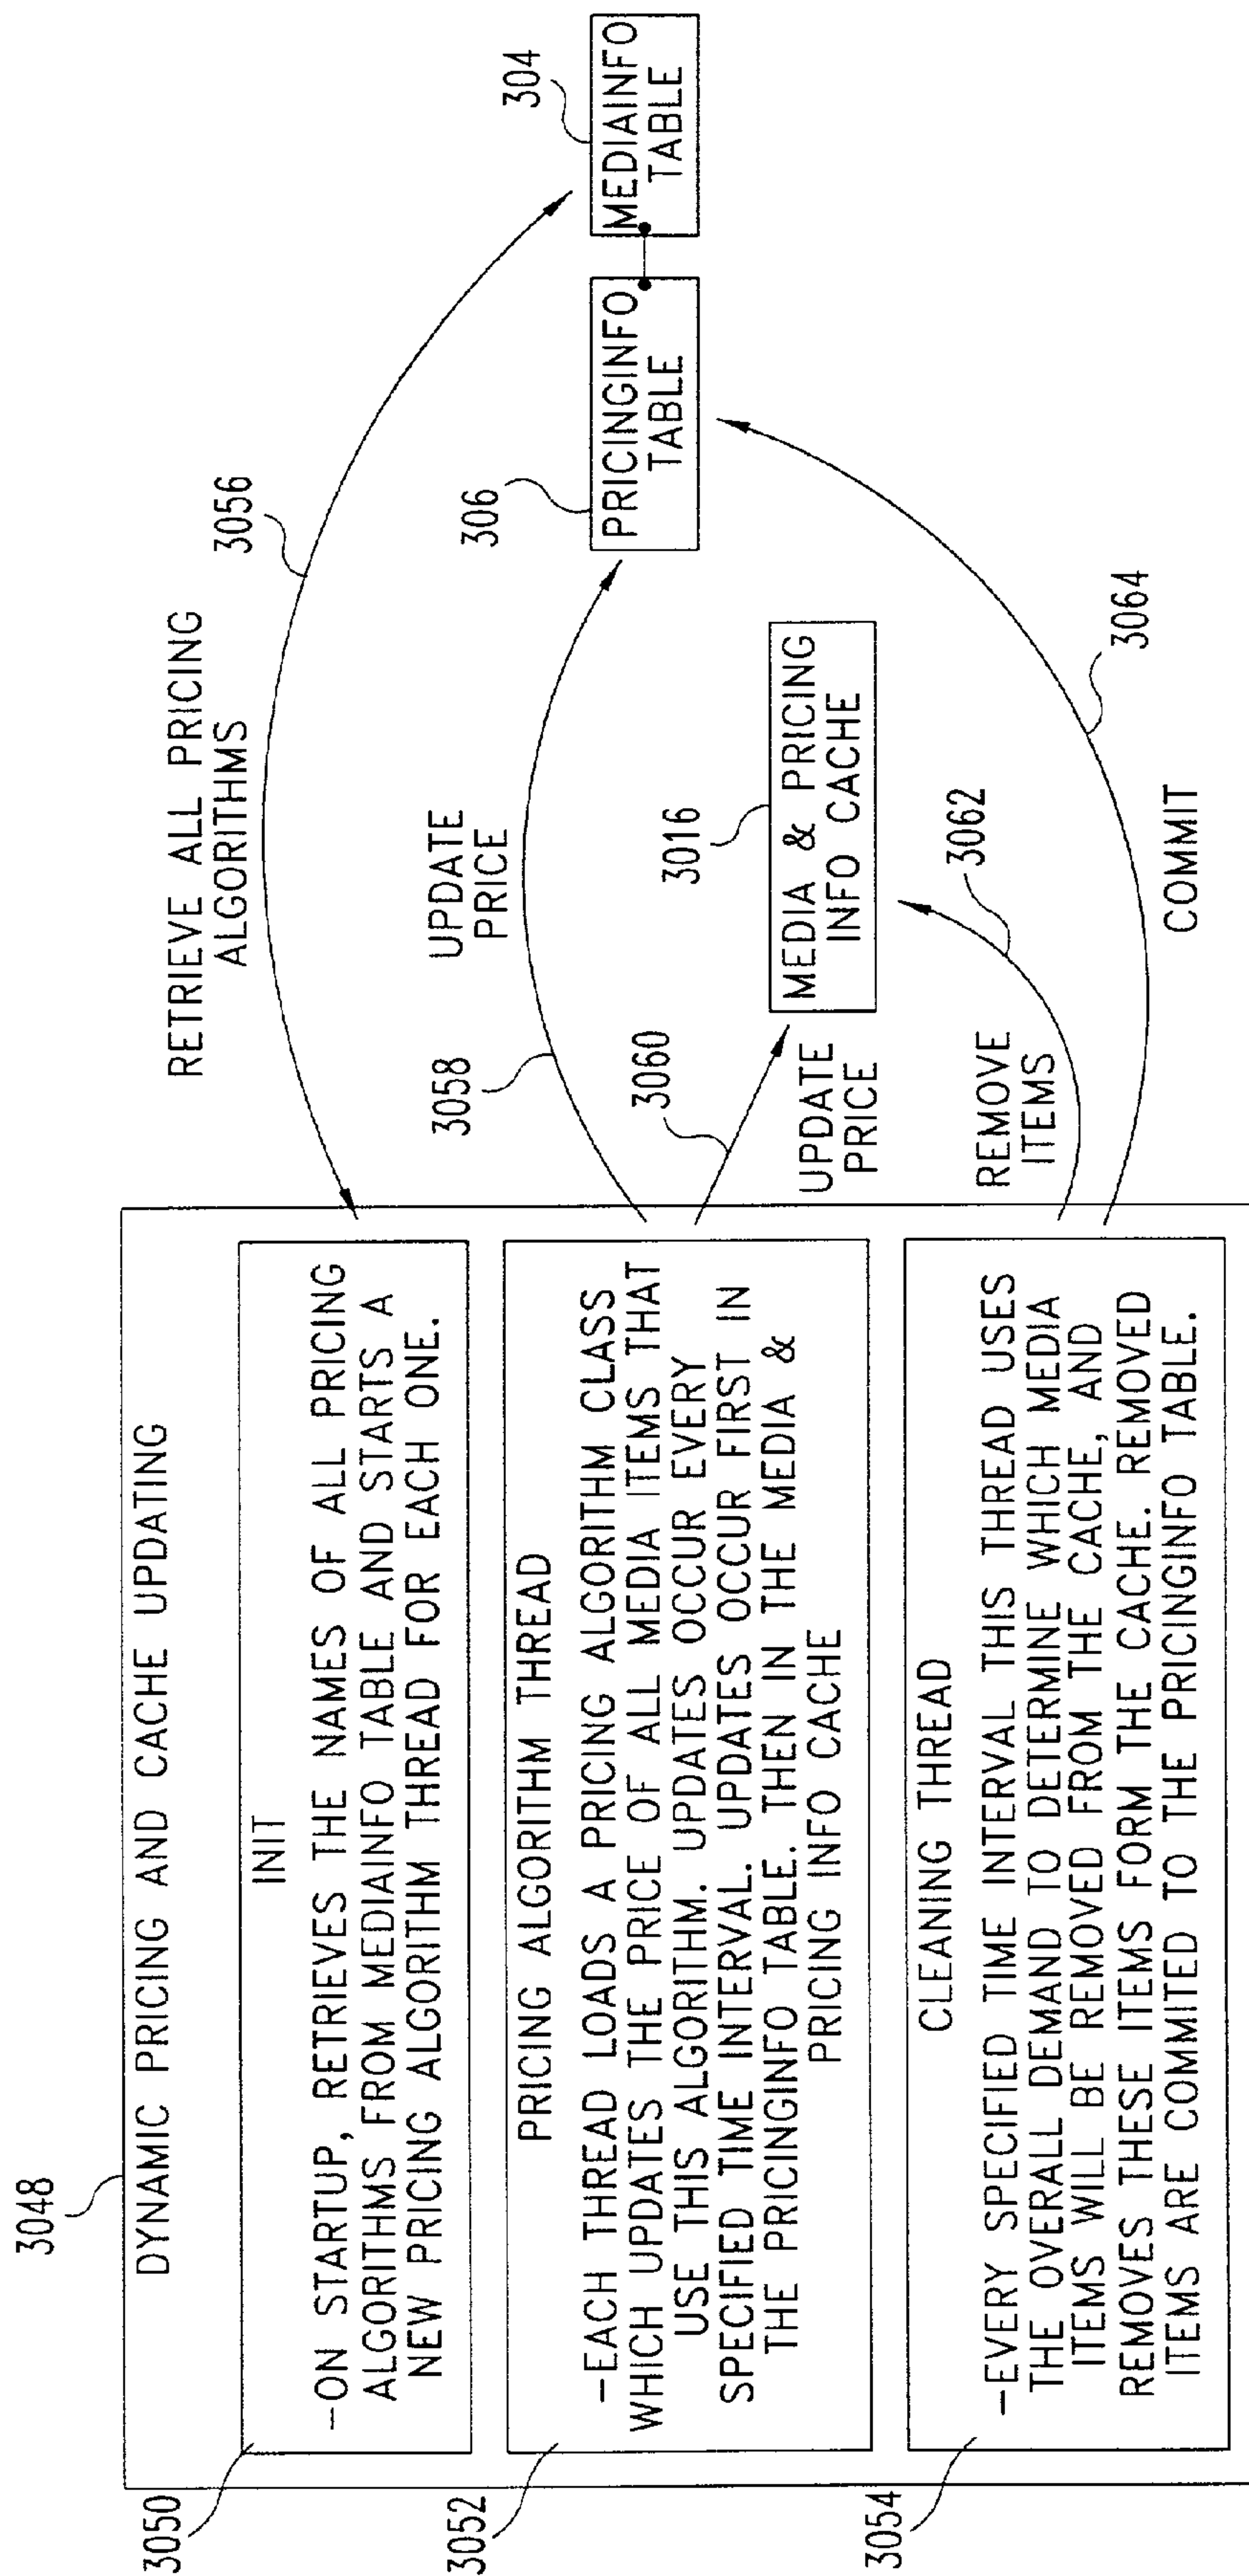 3048
DYNAMIC PRICING AND CACHE UPDATING
3050
INIT
-ON STARTUP, RETRIEVES THE NAMES OF ALL PRICING
ALGORITHMS FROM MEDIAINFO TABLE AND STARTS A
NEW PRICING ALGORITHM THREAD FOR EACH ONE.
3052
PRICING ALGORITHM THREAD
-EACH THREAD LOADS A PRICING ALGORITHM CLASS
WHICH UPDATES THE PRICE OF ALL MEDIA ITEMS THAT
USE THIS ALGORITHM. UPDATES OCCUR EVERY
SPECIFIED TIME INTERVAL. UPDATES OCCUR FIRST IN
THE PRICINGINFO TABLE. THEN IN THE MEDIA &
PRICING INFO CACHE
3054
CLEANING THREAD
-EVERY SPECIFIED TIME INTERVAL THIS THREAD USES
THE OVERALL DEMAND TO DETERMINE WHICH MEDIA
ITEMS WILL BE REMOVED FROM THE CACHE, AND
REMOVES THESE ITEMS FORM THE CACHE. REMOVED
ITEMS ARE COMMITED TO THE PRICINGINFO TABLE.
RETRIEVE ALL PRICING
ALGORITHMS
3056
3058
UPDATE
PRICE
3060
UPDATE
PRICE
3016
MEDIA & PRICING
INFO CACHE
REMOVE
ITEMS
3062
COMMIT
3064
306
PRICINGINFO
TABLE
304
MEDIAINFO
TABLE